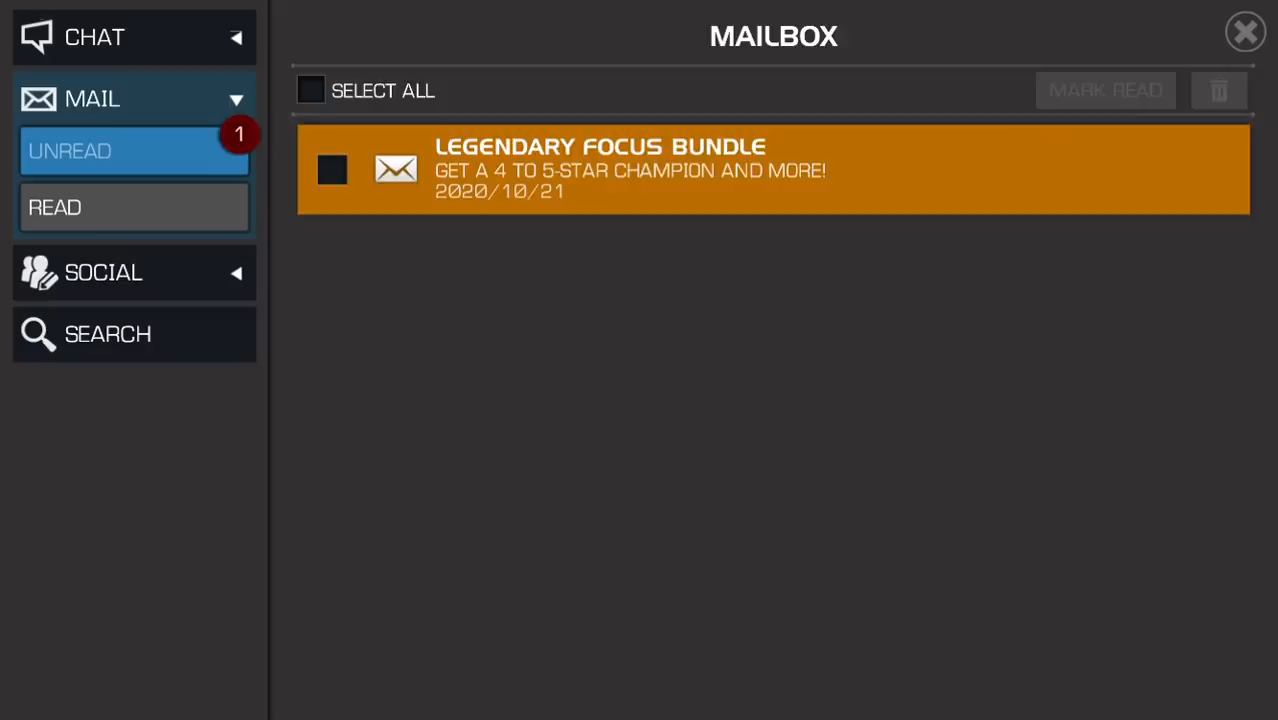 CHAT
MAIL
1
UNREAD
READ
SOCIAL
SEARCH
MAILBOX
SELECT ALL
MARK READ
LEGENDARY FOCUS BUNDLE
GET A 4 TO 5-STAR CHAMPION AND MORE!
2020/10/21